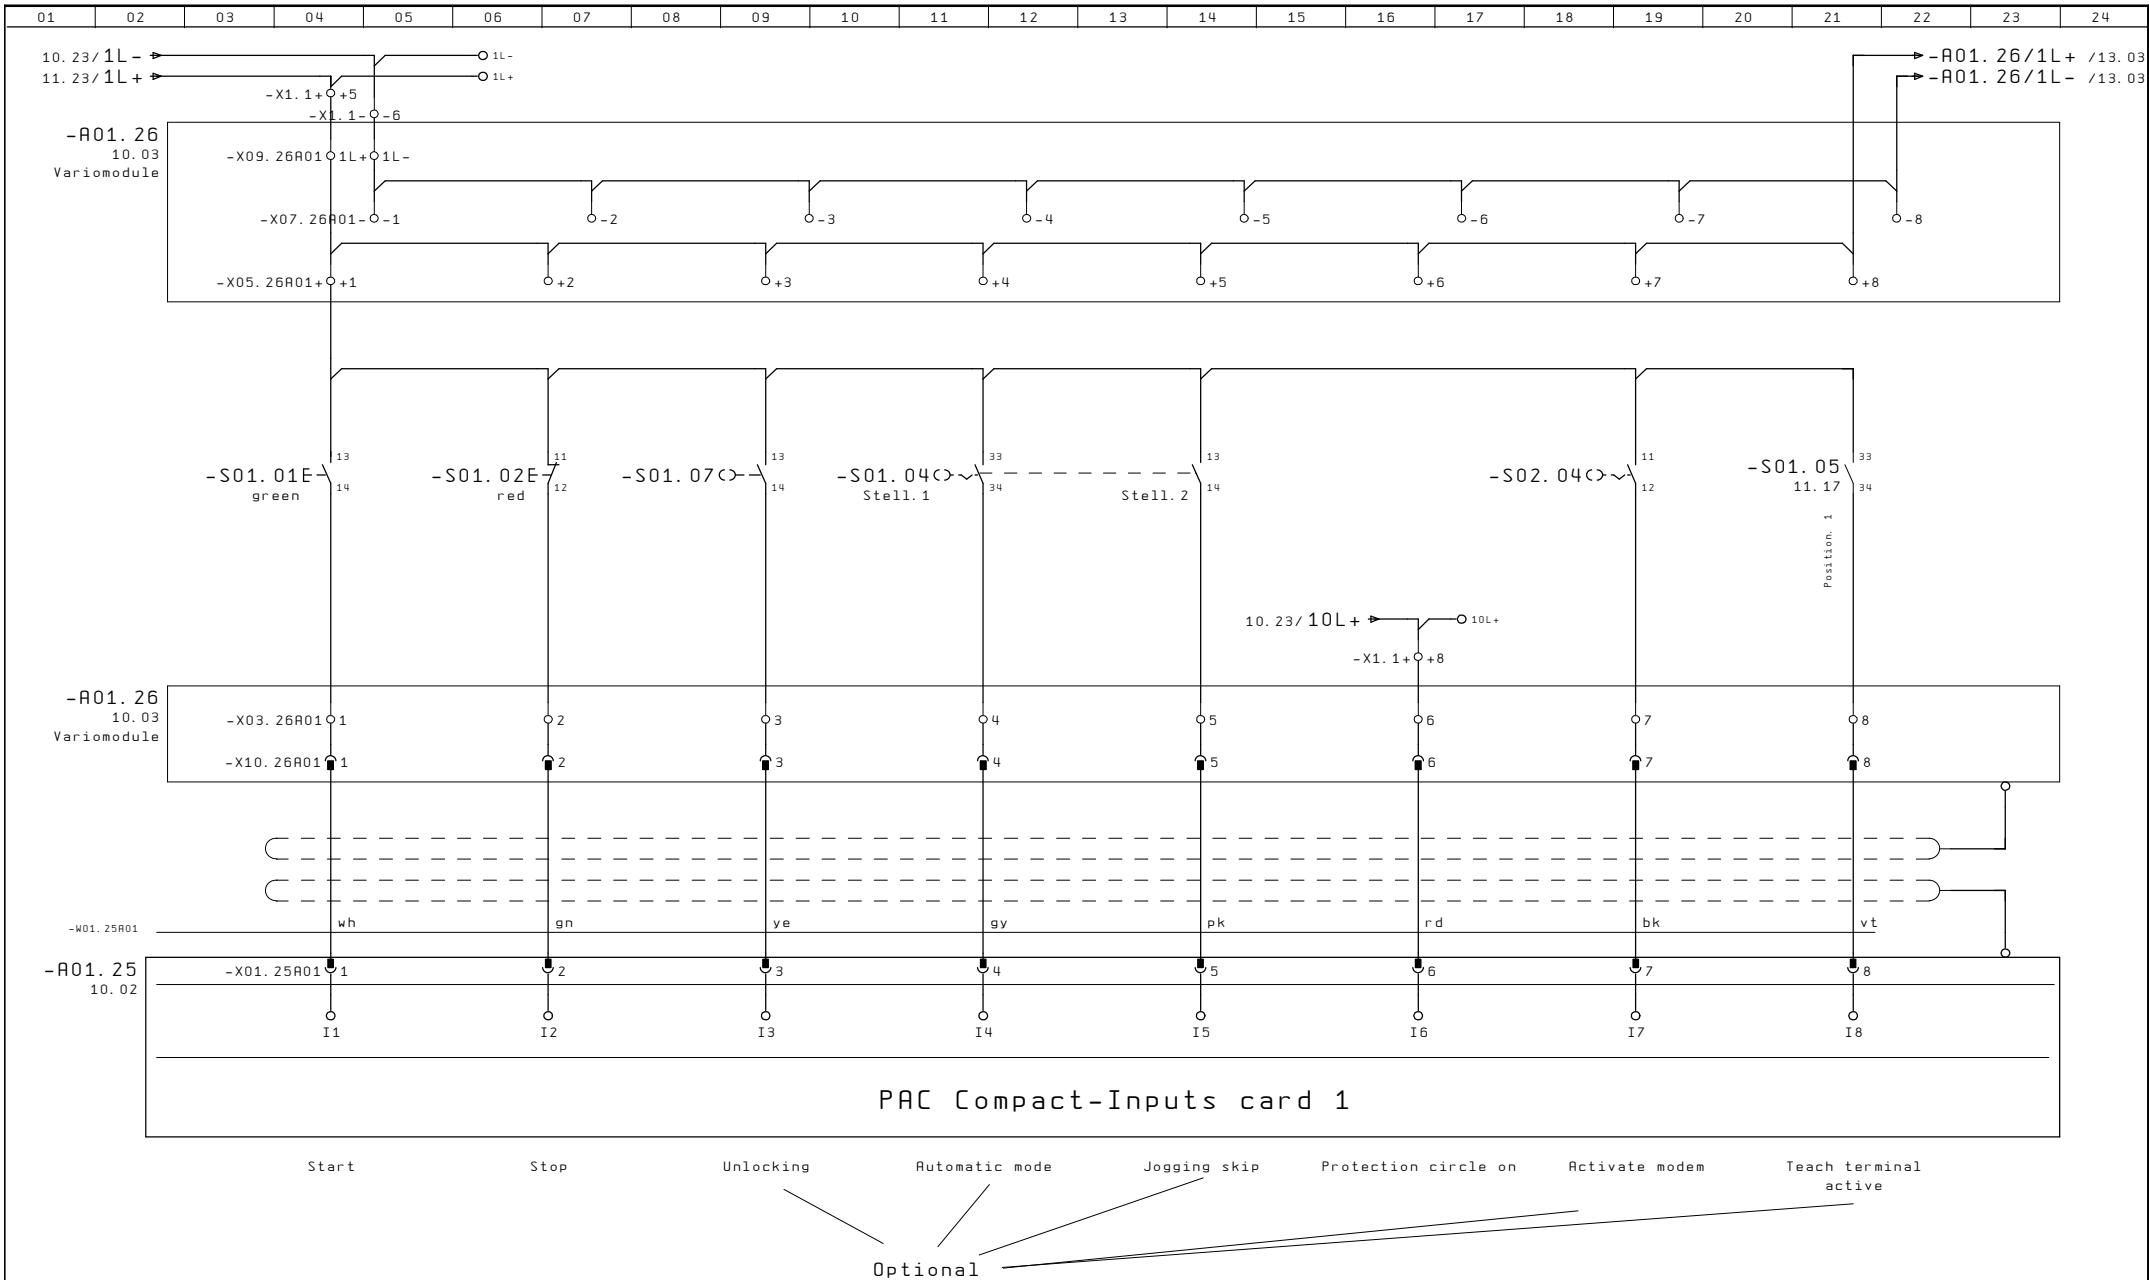 01 02 03 04 05 06 07 08 09 10 11 12 13 14 15 16 17 18 19 20 21 22 23 24
10.23/1L- 1L- -A01.26/1L+ /13.03
11.23/1L+ 1L+ -A01.26/1L- /13.03
-X1.1+ +5
-X1.1- -6
-A01.26
10.03
Variomodule
-X09.26A01 1L+ 1L-
-X07.26A01- -1 -2 -3 -4 -5 -6 -7 -8
-X05.26A01+ +1 +2 +3 +4 +5 +6 +7 +8
13 11 13 33 13 11 33
-S01.01E -S01.02E -S01.07 -S01.04 -S02.04 -S01.05
14 12 14 34 14 12 34
green red Stell.1 Stell.2 11.17
Position. 1
10.23/10L+ 10L+
-X1.1+ +8
-A01.26
10.03
Variomodule
-X03.26A01 1 2 3 4 5 6 7 8
-X10.26A01 1 2 3 4 5 6 7 8
wh gn ye gy pk rd bk vt
-W01.25A01
-A01.25
10.02
-X01.25A01 1 2 3 4 5 6 7 8
I1 I2 I3 I4 I5 I6 I7 I8
PAC Compact-Inputs card 1
Start Stop Unlocking Automatic mode Jogging skip Protection circle on Activate modem Teach terminal
active
Optional